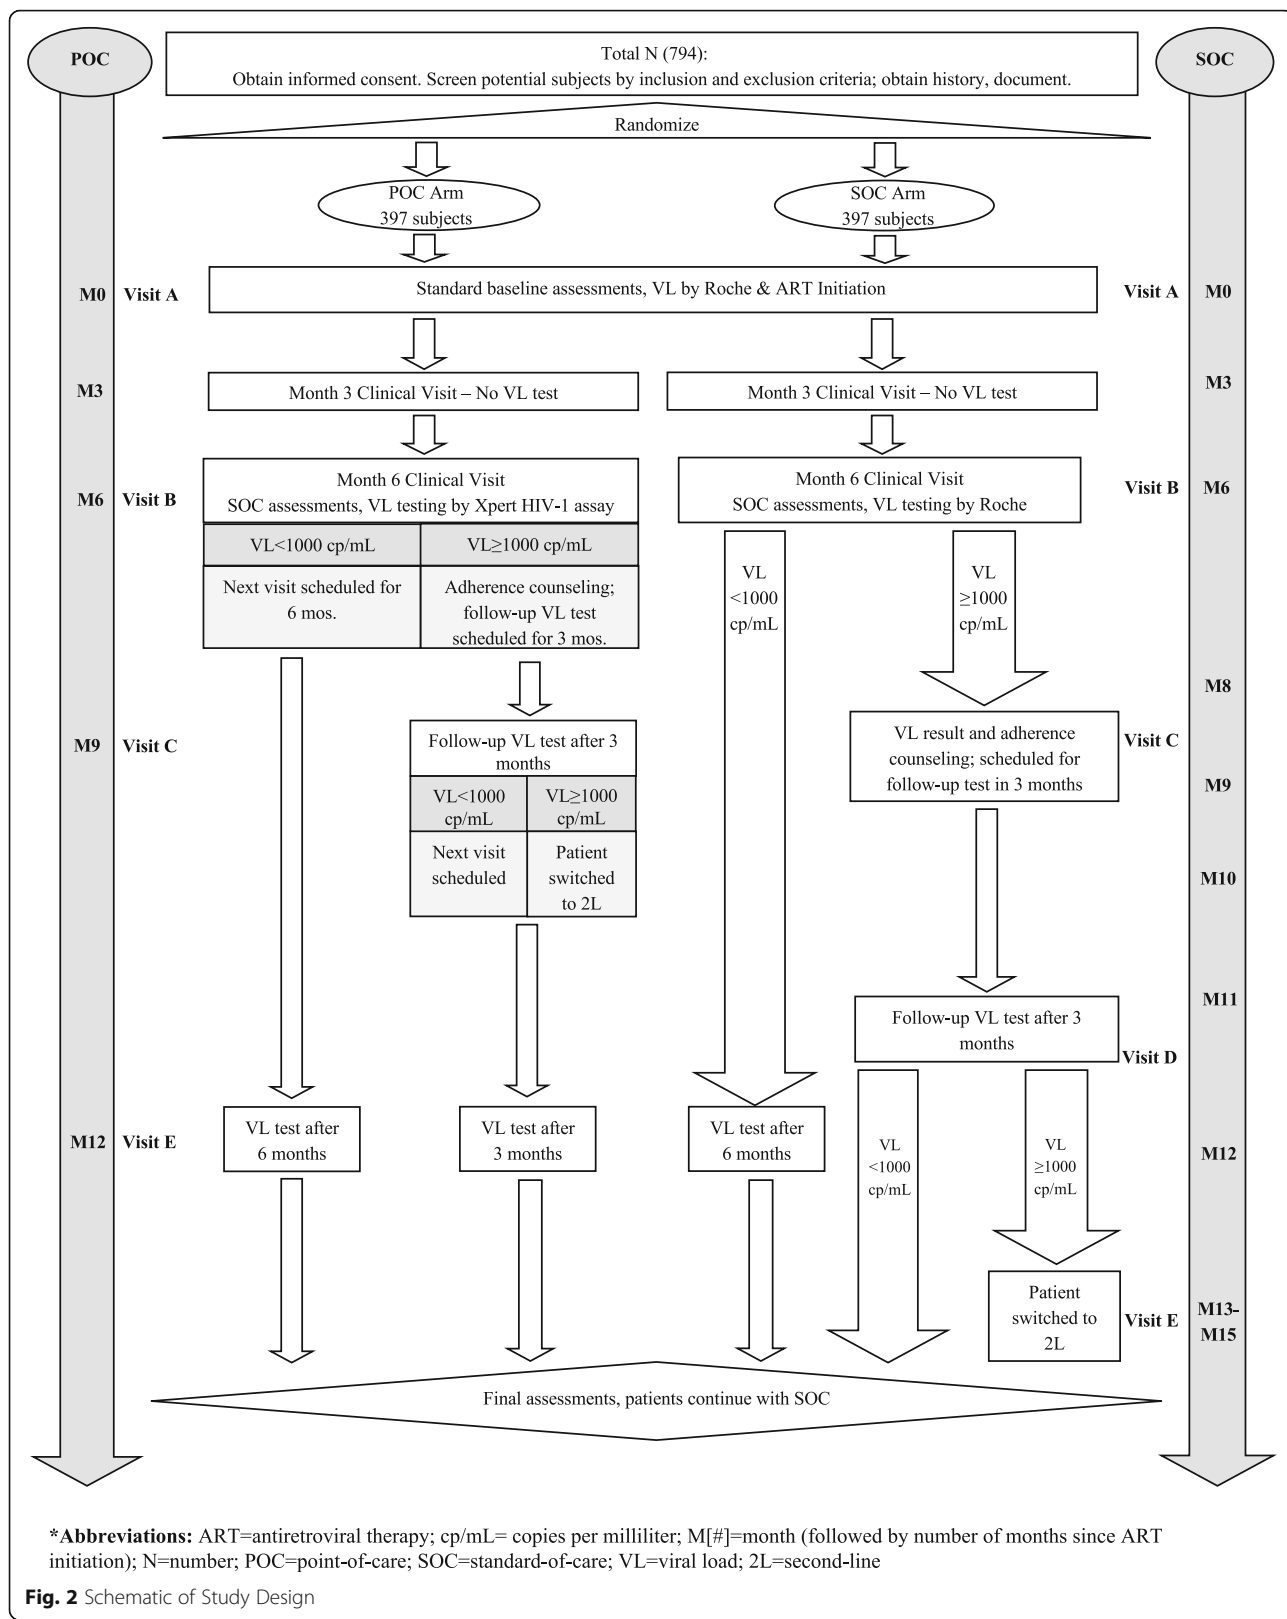 POC
SOC
Total N (794):
Obtain informed consent. Screen potential subjects by inclusion and exclusion criteria; obtain history, document.
Randomize
POC Arm
397 subjects
SOC Arm
397 subjects
M0
Visit A
Standard baseline assessments, VL by Roche & ART Initiation
Visit A
M0
M3
Month 3 Clinical Visit – No VL test
Month 3 Clinical Visit – No VL test
M3
M6
Visit B
Month 6 Clinical Visit
SOC assessments, VL testing by Xpert HIV-1 assay
VL<1000 cp/mL
VL≥1000 cp/mL
Next visit scheduled for
6 mos.
Adherence counseling;
follow-up VL test
scheduled for 3 mos.
Month 6 Clinical Visit
SOC assessments, VL testing by Roche
Visit B
M6
VL
<1000
cp/mL
VL
≥1000
cp/mL
M8
M9
Visit C
Follow-up VL test after 3
months
VL<1000
cp/mL
VL≥1000
cp/mL
Next visit
scheduled
Patient
switched
to 2L
VL result and adherence
counseling; scheduled for
follow-up test in 3 months
Visit C
M9
M10
M11
Follow-up VL test after 3
months
Visit D
M12
Visit E
VL test after
6 months
VL test after
3 months
VL test after
6 months
VL
<1000
cp/mL
VL
≥1000
cp/mL
M12
Patient
switched to
2L
Visit E
M13-
M15
Final assessments, patients continue with SOC
*Abbreviations: ART=antiretroviral therapy; cp/mL= copies per milliliter; M[#]=month (followed by number of months since ART
initiation); N=number; POC=point-of-care; SOC=standard-of-care; VL=viral load; 2L=second-line
Fig. 2 Schematic of Study Design